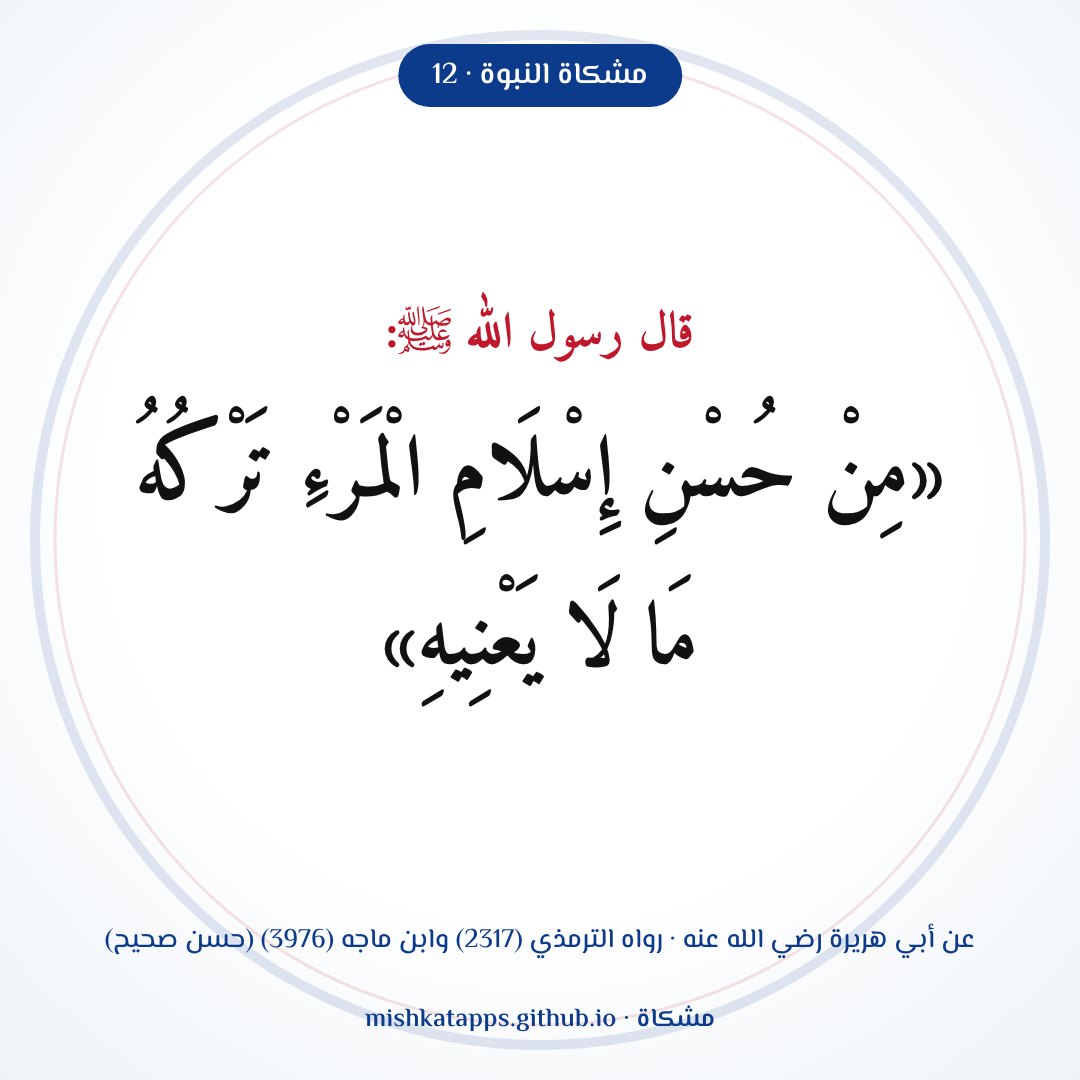 مشكاة النبوة · 12
قال رسول الله ﷺ:
«مِنْ حُسْنِ إِسْلَامِ الْمَرْءِ تَرْكُهُ
مَا لَا يَعْنِيهِ»
عن أبي هريرة رضي الله عنه · رواه الترمذي (2317) وابن ماجه (3976) (حسن صحيح)
مشكاة · mishkatapps.github.io